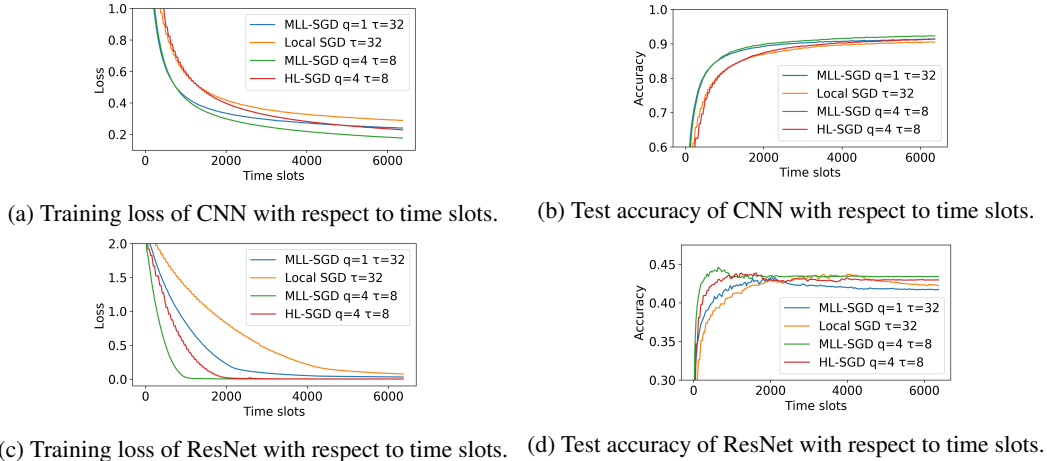 1.0
0.8
0.6
0.4
0.2
Loss
MLL-SGD q=1 τ=32
Local SGD τ=32
MLL-SGD q=4 τ=8
HL-SGD q=4 τ=8
0 2000 4000 6000
Time slots
(a) Training loss of CNN with respect to time slots.
1.0
0.9
0.8
0.7
0.6
Accuracy
MLL-SGD q=1 τ=32
Local SGD τ=32
MLL-SGD q=4 τ=8
HL-SGD q=4 τ=8
0 2000 4000 6000
Time slots
(b) Test accuracy of CNN with respect to time slots.
2.0
1.5
1.0
0.5
0.0
Loss
MLL-SGD q=1 τ=32
Local SGD τ=32
MLL-SGD q=4 τ=8
HL-SGD q=4 τ=8
0 2000 4000 6000
Time slots
(c) Training loss of ResNet with respect to time slots.
0.45
0.40
0.35
0.30
Accuracy
MLL-SGD q=1 τ=32
Local SGD τ=32
MLL-SGD q=4 τ=8
HL-SGD q=4 τ=8
0 2000 4000 6000
Time slots
(d) Test accuracy of ResNet with respect to time slots.